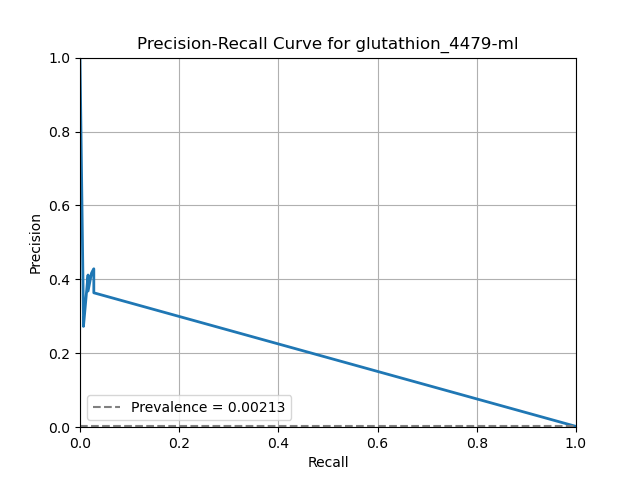 Precision-Recall Curve for glutathion_4479-ml
Precision
1.0
0.8
0.6
0.4
0.2
0.0
Prevalence = 0.00213
0.0 0.2 0.4 0.6 0.8 1.0
Recall